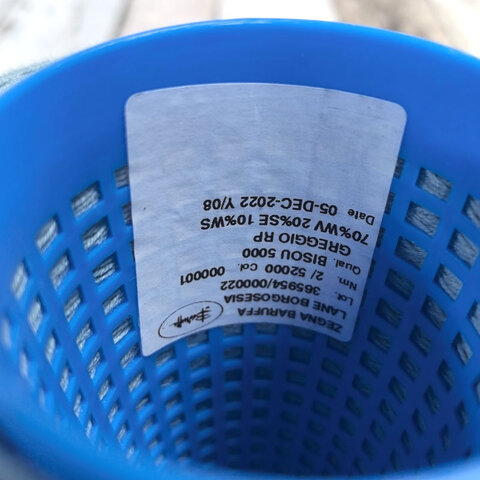 ZEGNA BARUFFA
LANE BORGOSESIA
Lot. 365954/000022
Nm. 2/ 52000 Col. 000001
Qual. BISOU 5000
GREGGIO RP
70%WV 20%SE 10%WS
Date 05-DEC-2022 Y/08